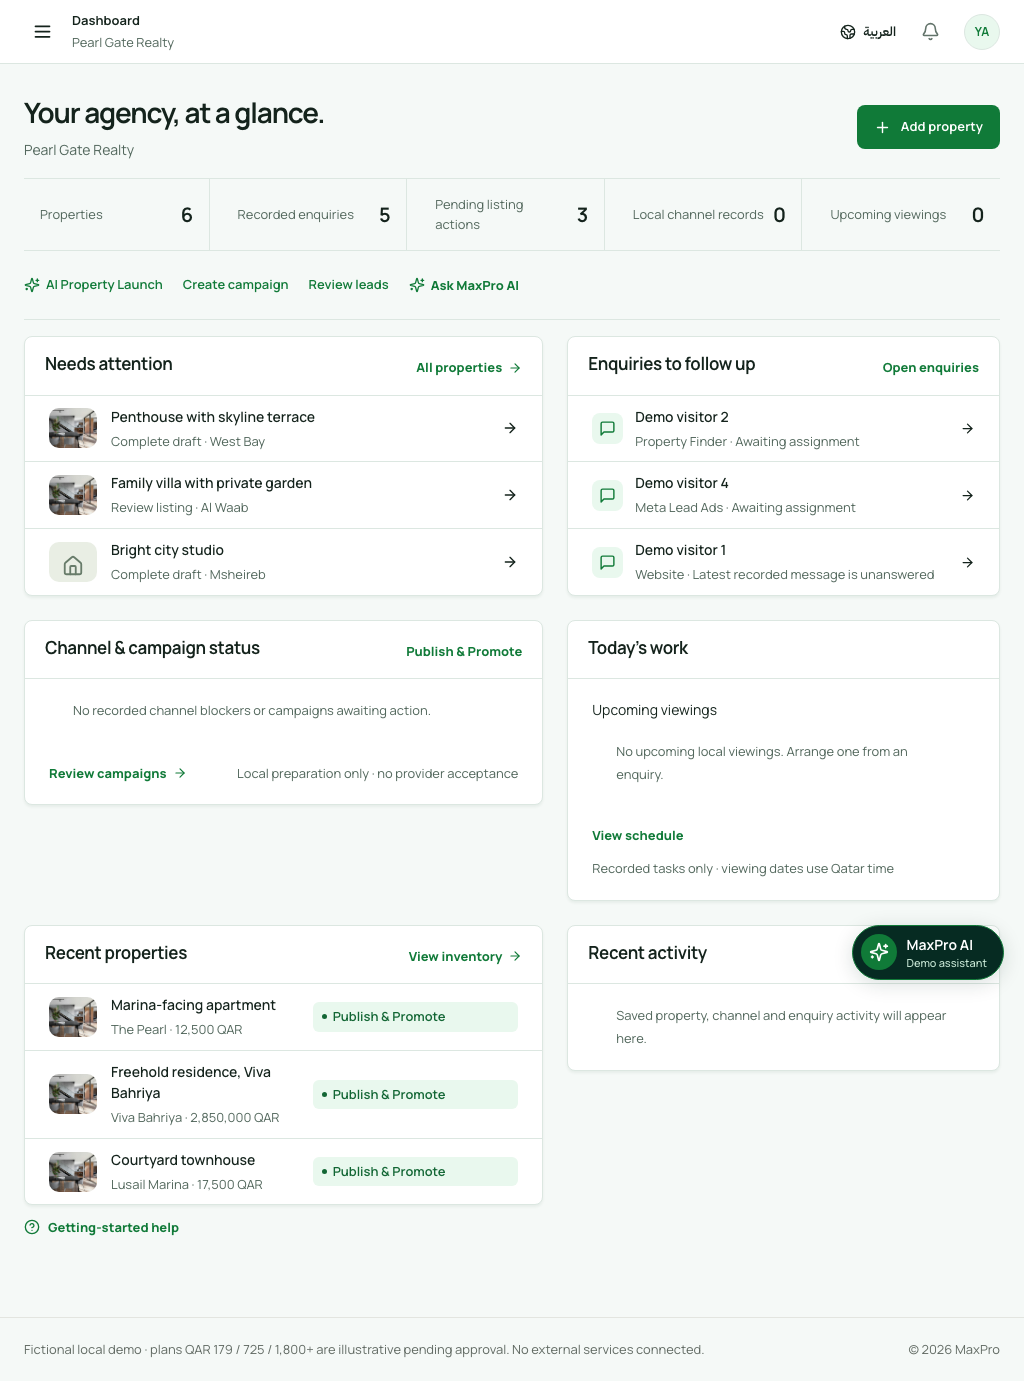 Dashboard
Pearl Gate Realty
العربية
YA
Your agency, at a glance.
Pearl Gate Realty
Add property
Properties 6
Recorded enquiries 5
Pending listing
actions
3
Local channel records 0
Upcoming viewings 0
AI Property Launch
Create campaign
Review leads
Ask MaxPro AI
Needs attention
All properties
Penthouse with skyline terrace
Complete draft · West Bay
Family villa with private garden
Review listing · Al Waab
Bright city studio
Complete draft · Msheireb
Enquiries to follow up
Open enquiries
Demo visitor 2
Property Finder · Awaiting assignment
Demo visitor 4
Meta Lead Ads · Awaiting assignment
Demo visitor 1
Website · Latest recorded message is unanswered
Channel & campaign status
Publish & Promote
No recorded channel blockers or campaigns awaiting action.
Review campaigns
Local preparation only · no provider acceptance
Today's work
Upcoming viewings
No upcoming local viewings. Arrange one from an
enquiry.
View schedule
Recorded tasks only · viewing dates use Qatar time
Recent properties
View inventory
Marina-facing apartment
The Pearl · 12,500 QAR
Publish & Promote
Freehold residence, Viva
Bahriya
Viva Bahriya · 2,850,000 QAR
Publish & Promote
Courtyard townhouse
Lusail Marina · 17,500 QAR
Publish & Promote
Recent activity
MaxPro AI
Demo assistant
Saved property, channel and enquiry activity will appear
here.
Getting-started help
Fictional local demo · plans QAR 179 / 725 / 1,800+ are illustrative pending approval. No external services connected.
© 2026 MaxPro